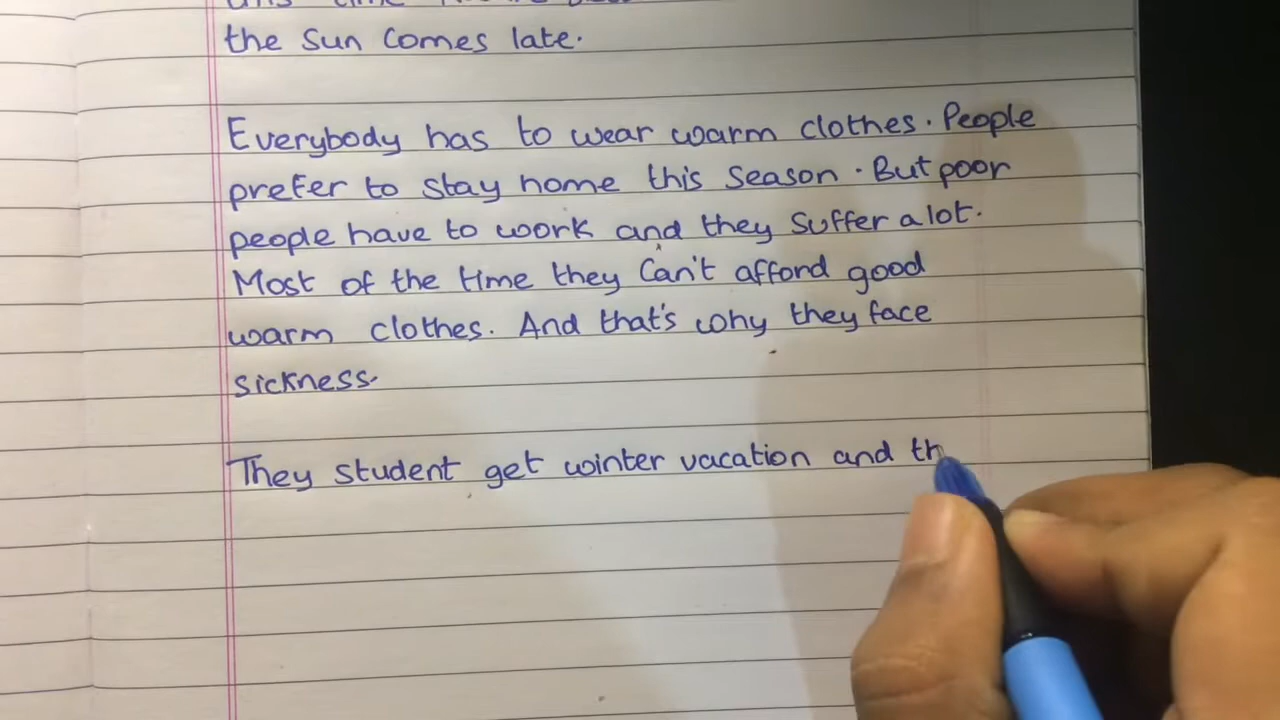 the sun comes late.
Everybody has to wear warm clothes. People
prefer to stay home this season. But poor
people have to work and they suffer a lot.
Most of the time they can't afford good
warm clothes. And that's why they face
sickness.
They student get winter vacation and th